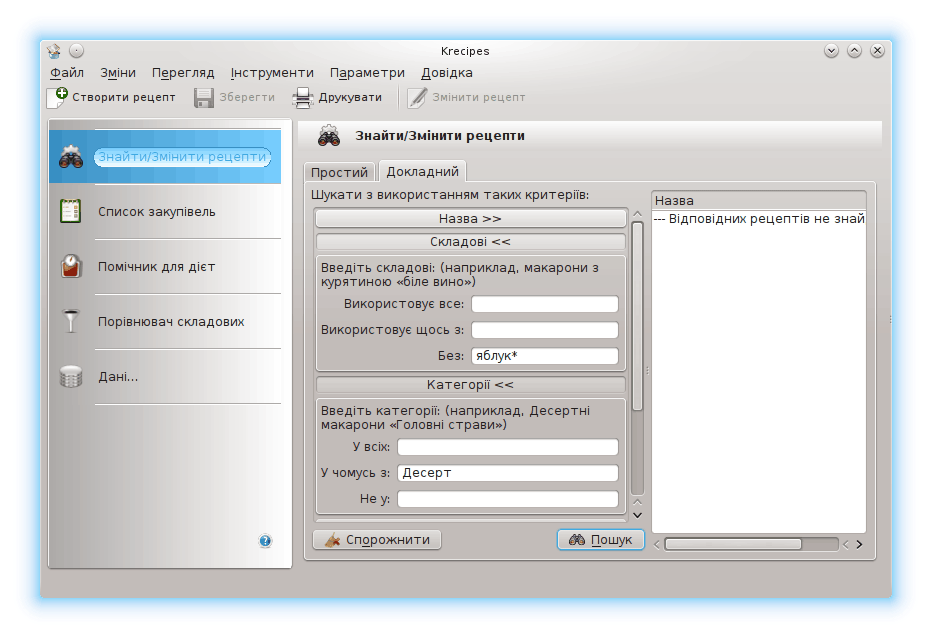 Krecipes
Файл Зміни Перегляд Інструменти Параметри Довідка
Створити рецепт Зберегти Друкувати Змінити рецепт
Знайти/Змінити рецепти
Список закупівель
Помічник для дієт
Порівнювач складових
Дані...
Знайти/Змінити рецепти
Простий Докладний
Шукати з використанням таких критеріїв:
Назва >>
Складові <<
Введіть складові: (наприклад, макарони з
курятиною «біле вино»)
Використовує все:
Використовує щось з:
Без: яблук*
Категорії <<
Введіть категорії: (наприклад, Десертні
макарони «Головні страви»)
У всіх:
У чомусь з: Десерт
Не у:
Спорожнити Пошук
Назва
--- Відповідних рецептів не знай